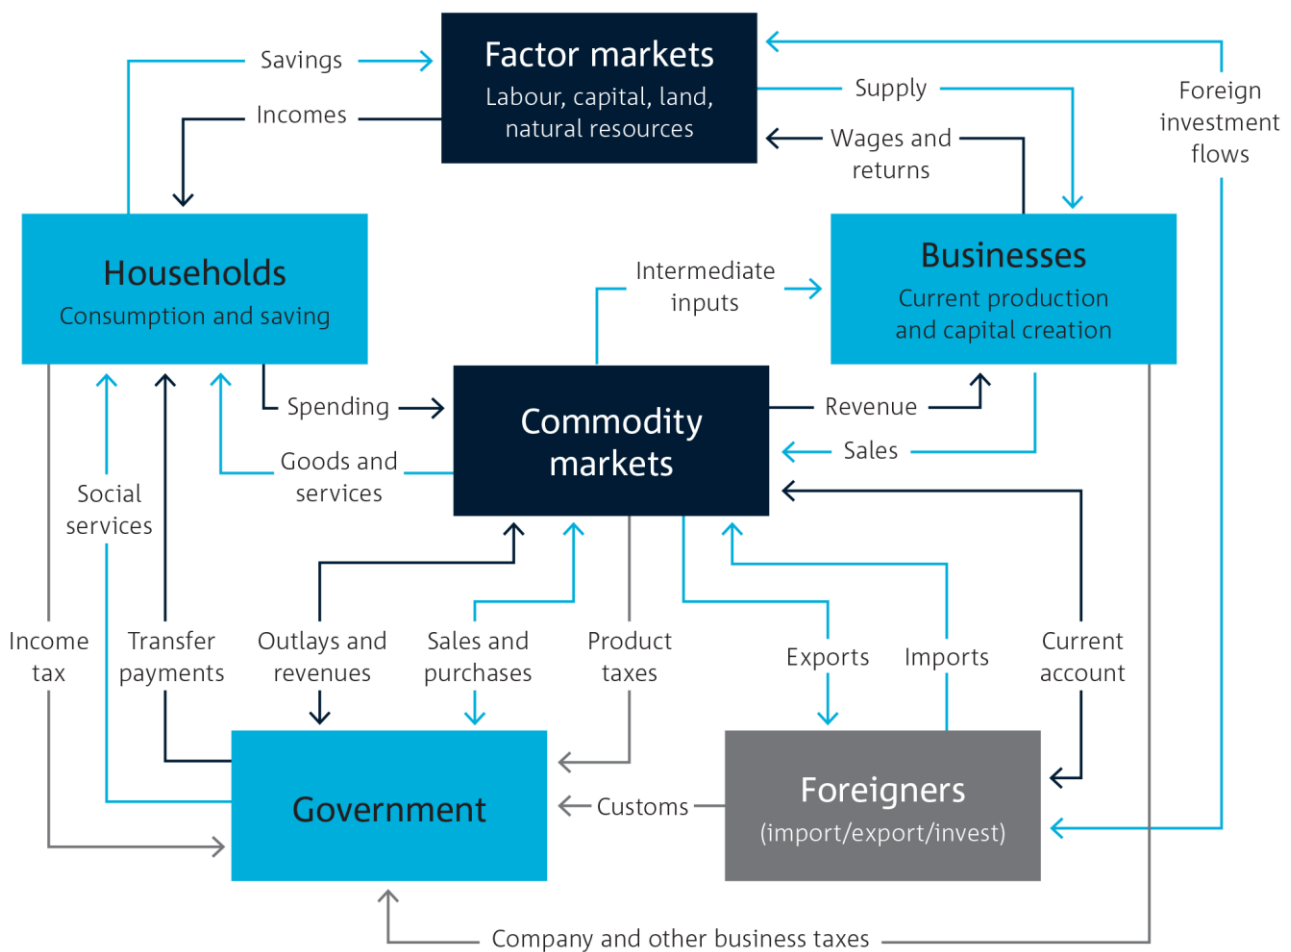 Factor markets
Labour, capital, land,
natural resources
Savings
Incomes
Supply
Wages and
returns
Foreign
investment
flows
Households
Consumption and saving
Businesses
Current production
and capital creation
Intermediate
inputs
Spending
Goods and
services
Commodity
markets
Revenue
Sales
Social
services
Income
tax
Transfer
payments
Outlays and
revenues
Sales and
purchases
Product
taxes
Exports
Imports
Current
account
Government
Customs
Foreigners
(import/export/invest)
Company and other business taxes